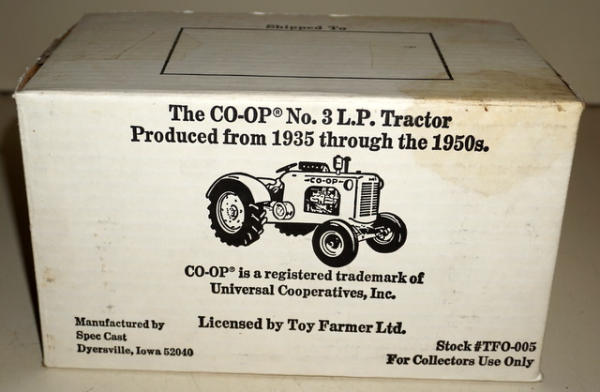 Shipped To
The CO-OP® No. 3 L.P. Tractor
Produced from 1935 through the 1950s.
CO-OP
CO-OP® is a registered trademark of
Universal Cooperatives, Inc.
Manufactured by
Spec Cast
Dyersville, Iowa 52040
Licensed by Toy Farmer Ltd.
Stock #TFO-005
For Collectors Use Only